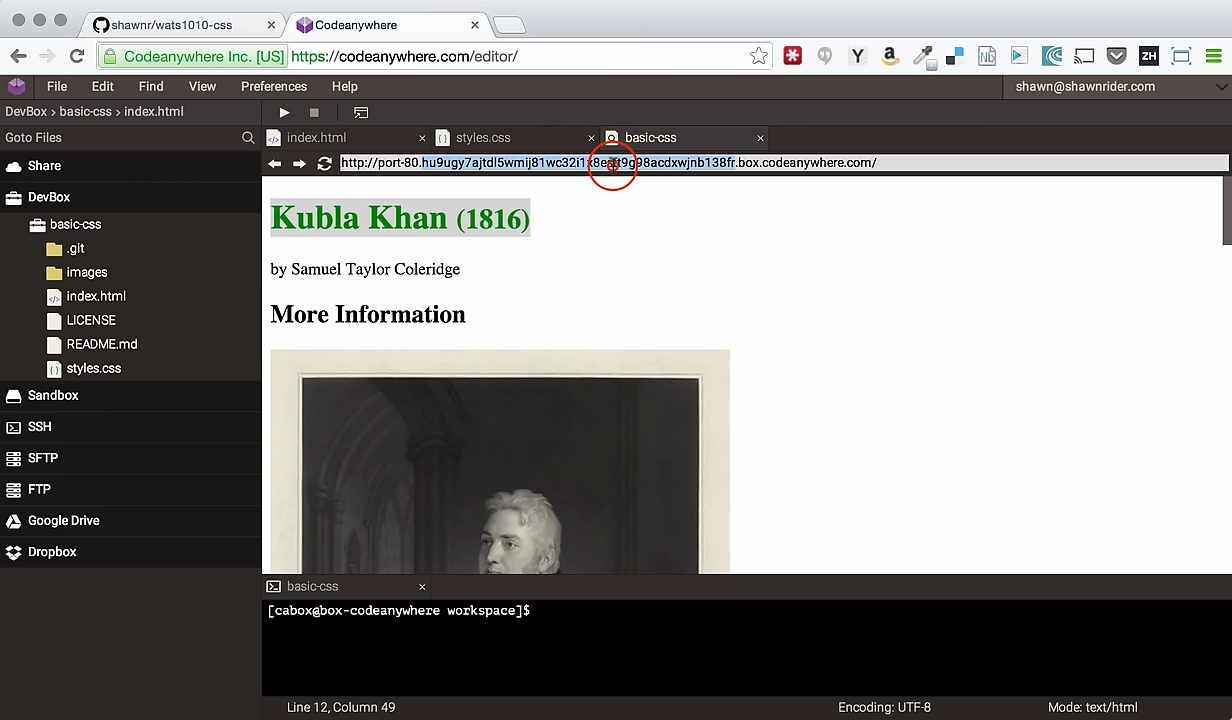 shawnr/wats1010-css
Codeanywhere
Codeanywhere Inc. [US] https://codeanywhere.com/editor/
File Edit Find View Preferences Help shawn@shawnrider.com
DevBox > basic-css > index.html
Goto Files
index.html styles.css basic-css
Share
DevBox
basic-css
.git
images
index.html
LICENSE
README.md
styles.css
Sandbox
SSH
SFTP
FTP
Google Drive
Dropbox
Kubla Khan (1816)
by Samuel Taylor Coleridge
More Information
basic-css
[cabox@box-codeanywhere workspace]$
Line 12, Column 49 Encoding: UTF-8 Mode: text/html